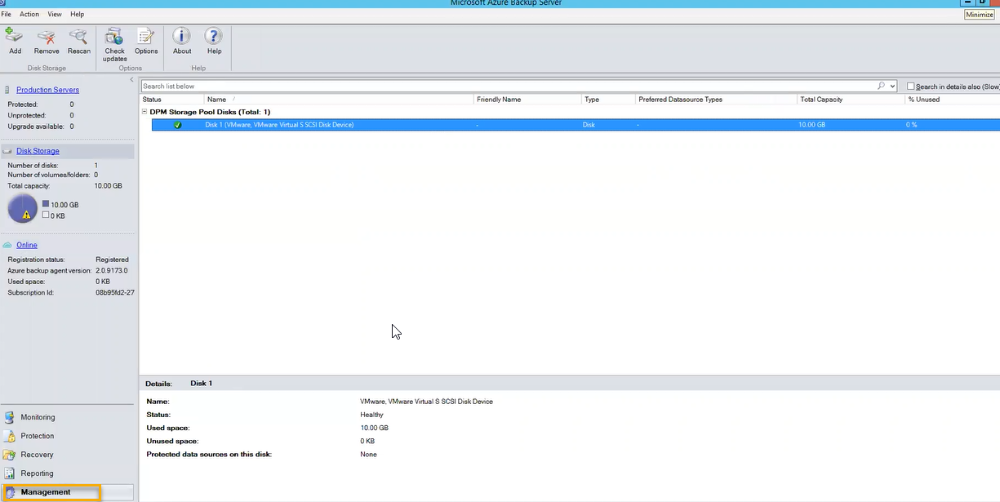 Microsoft Azure Backup Server
File Action View Help
Minimize
Add Remove Rescan Check updates Options About Help
Disk Storage Options Help
Production Servers
Protected: 0
Unprotected: 0
Upgrade available: 0
Disk Storage
Number of disks: 1
Number of volumes/folders: 0
Total capacity: 10.00 GB
10.00 GB
0 KB
Online
Registration status: Registered
Azure backup agent version: 2.0.9173.0
Used space: 0 KB
Subscription Id: 08b95fd2-27
Monitoring
Protection
Recovery
Reporting
Management
Search list below
Search in details also (Slow)
Status Name / Friendly Name Type Preferred Datasource Types Total Capacity % Unused
DPM Storage Pool Disks (Total: 1)
Disk 1 (VMware, VMware Virtual S SCSI Disk Device) - Disk - 10.00 GB 0 %
Details: Disk 1
Name: VMware, VMware Virtual S SCSI Disk Device
Status: Healthy
Used space: 10.00 GB
Unused space: 0 KB
Protected data sources on this disk: None